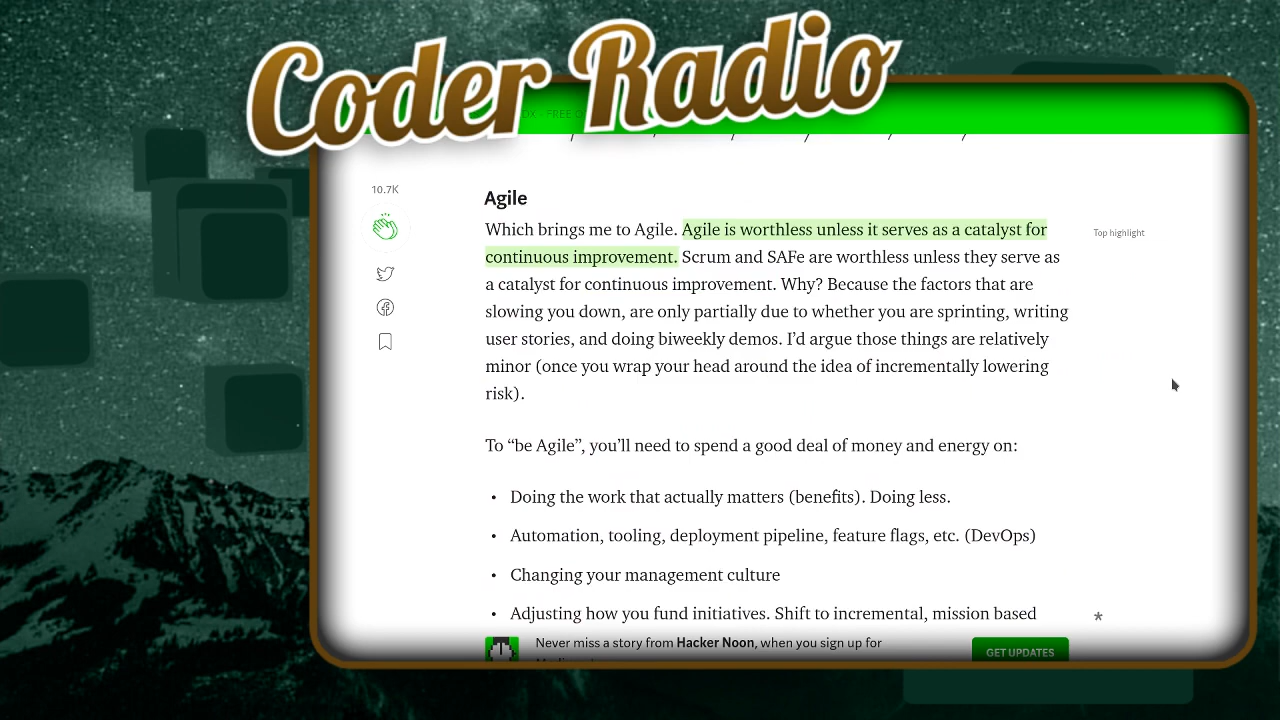 Coder Radio
10.7K
Agile
Which brings me to Agile. Agile is worthless unless it serves as a catalyst for
Top highlight
continuous improvement. Scrum and SAFe are worthless unless they serve as
a catalyst for continuous improvement. Why? Because the factors that are
slowing you down, are only partially due to whether you are sprinting, writing
user stories, and doing biweekly demos. I’d argue those things are relatively
minor (once you wrap your head around the idea of incrementally lowering
risk).
To “be Agile”, you’ll need to spend a good deal of money and energy on:
• Doing the work that actually matters (benefits). Doing less.
• Automation, tooling, deployment pipeline, feature flags, etc. (DevOps)
• Changing your management culture
• Adjusting how you fund initiatives. Shift to incremental, mission based
*
Never miss a story from Hacker Noon, when you sign up for
GET UPDATES